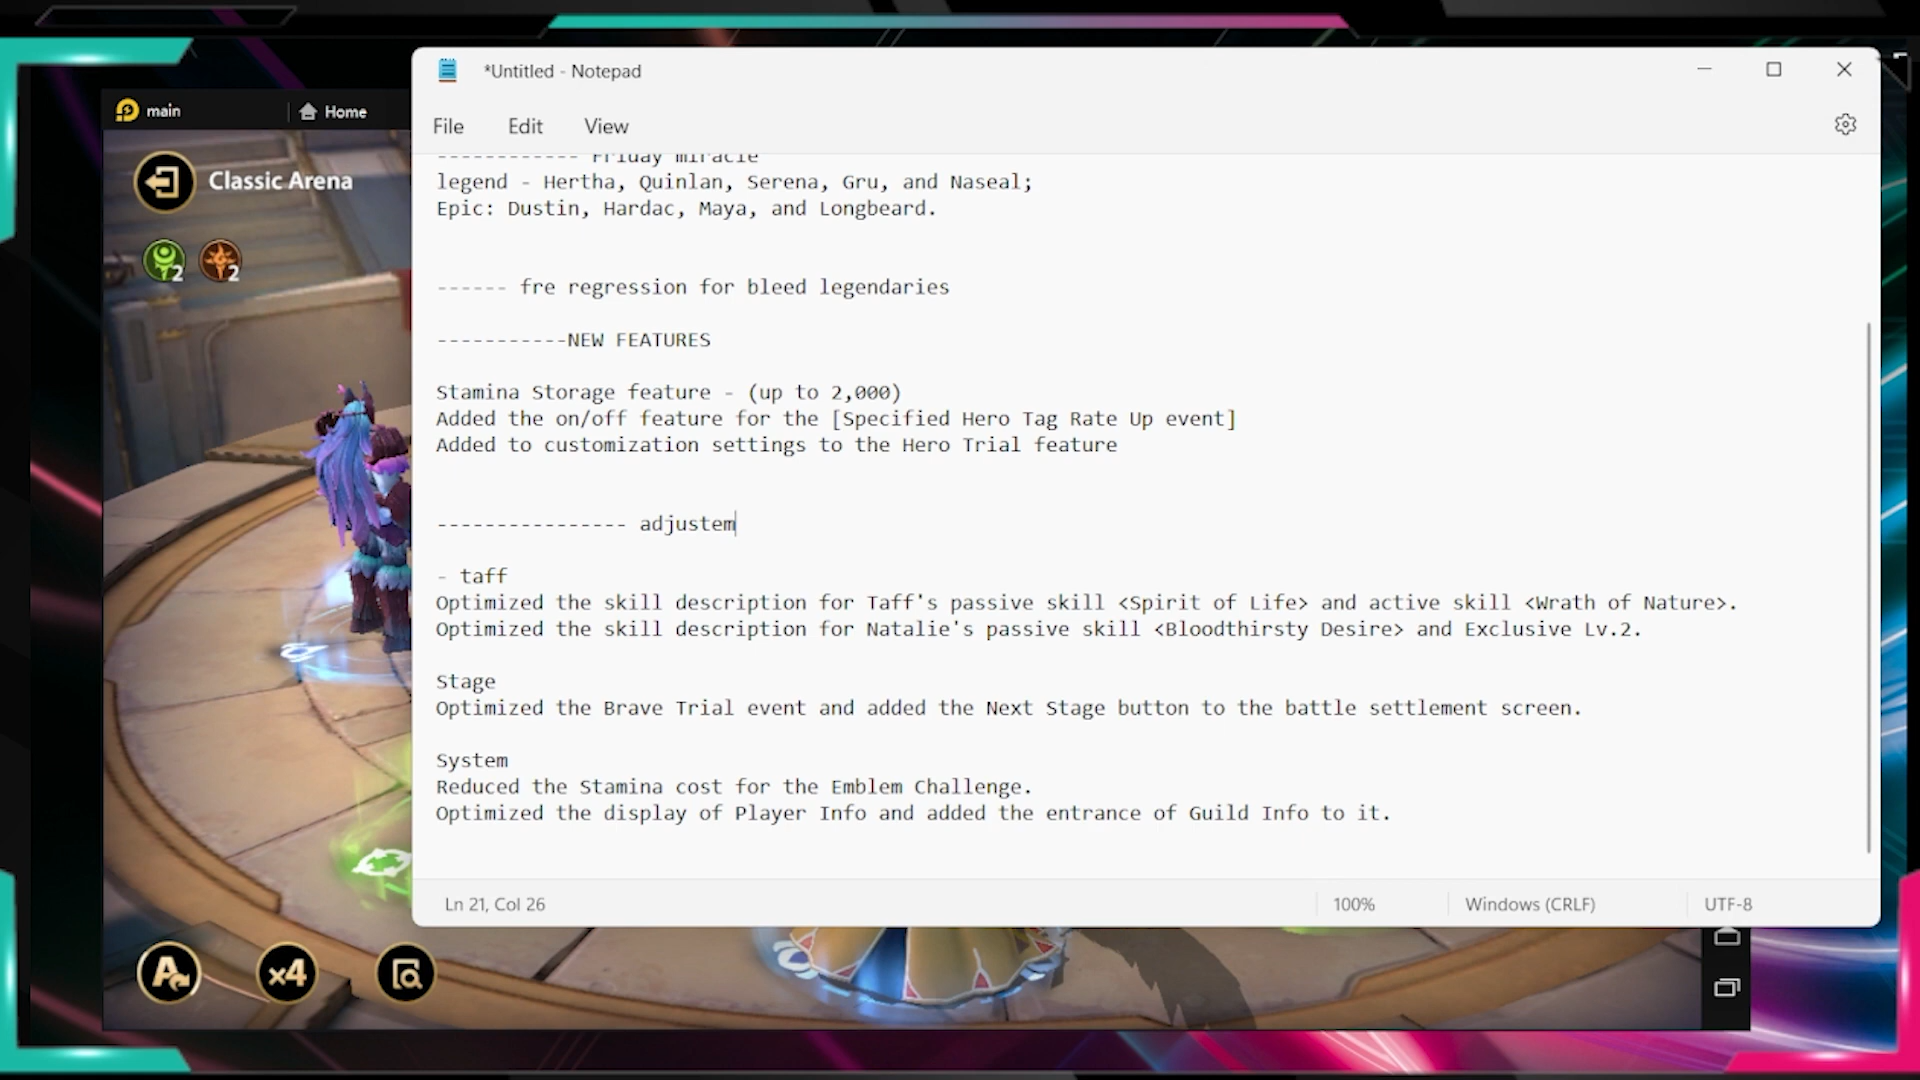 *Untitled - Notepad
main
Home
File Edit View
Classic Arena
2 2
------------ Friday miracle
legend - Hertha, Quinlan, Serena, Gru, and Naseal;
Epic: Dustin, Hardac, Maya, and Longbeard.
------ fre regression for bleed legendaries
-----------NEW FEATURES
Stamina Storage feature - (up to 2,000)
Added the on/off feature for the [Specified Hero Tag Rate Up event]
Added to customization settings to the Hero Trial feature
---------------- adjustem
- taff
Optimized the skill description for Taff's passive skill <Spirit of Life> and active skill <Wrath of Nature>.
Optimized the skill description for Natalie's passive skill <Bloodthirsty Desire> and Exclusive Lv.2.
Stage
Optimized the Brave Trial event and added the Next Stage button to the battle settlement screen.
System
Reduced the Stamina cost for the Emblem Challenge.
Optimized the display of Player Info and added the entrance of Guild Info to it.
Ln 21, Col 26 100% Windows (CRLF) UTF-8
A x4